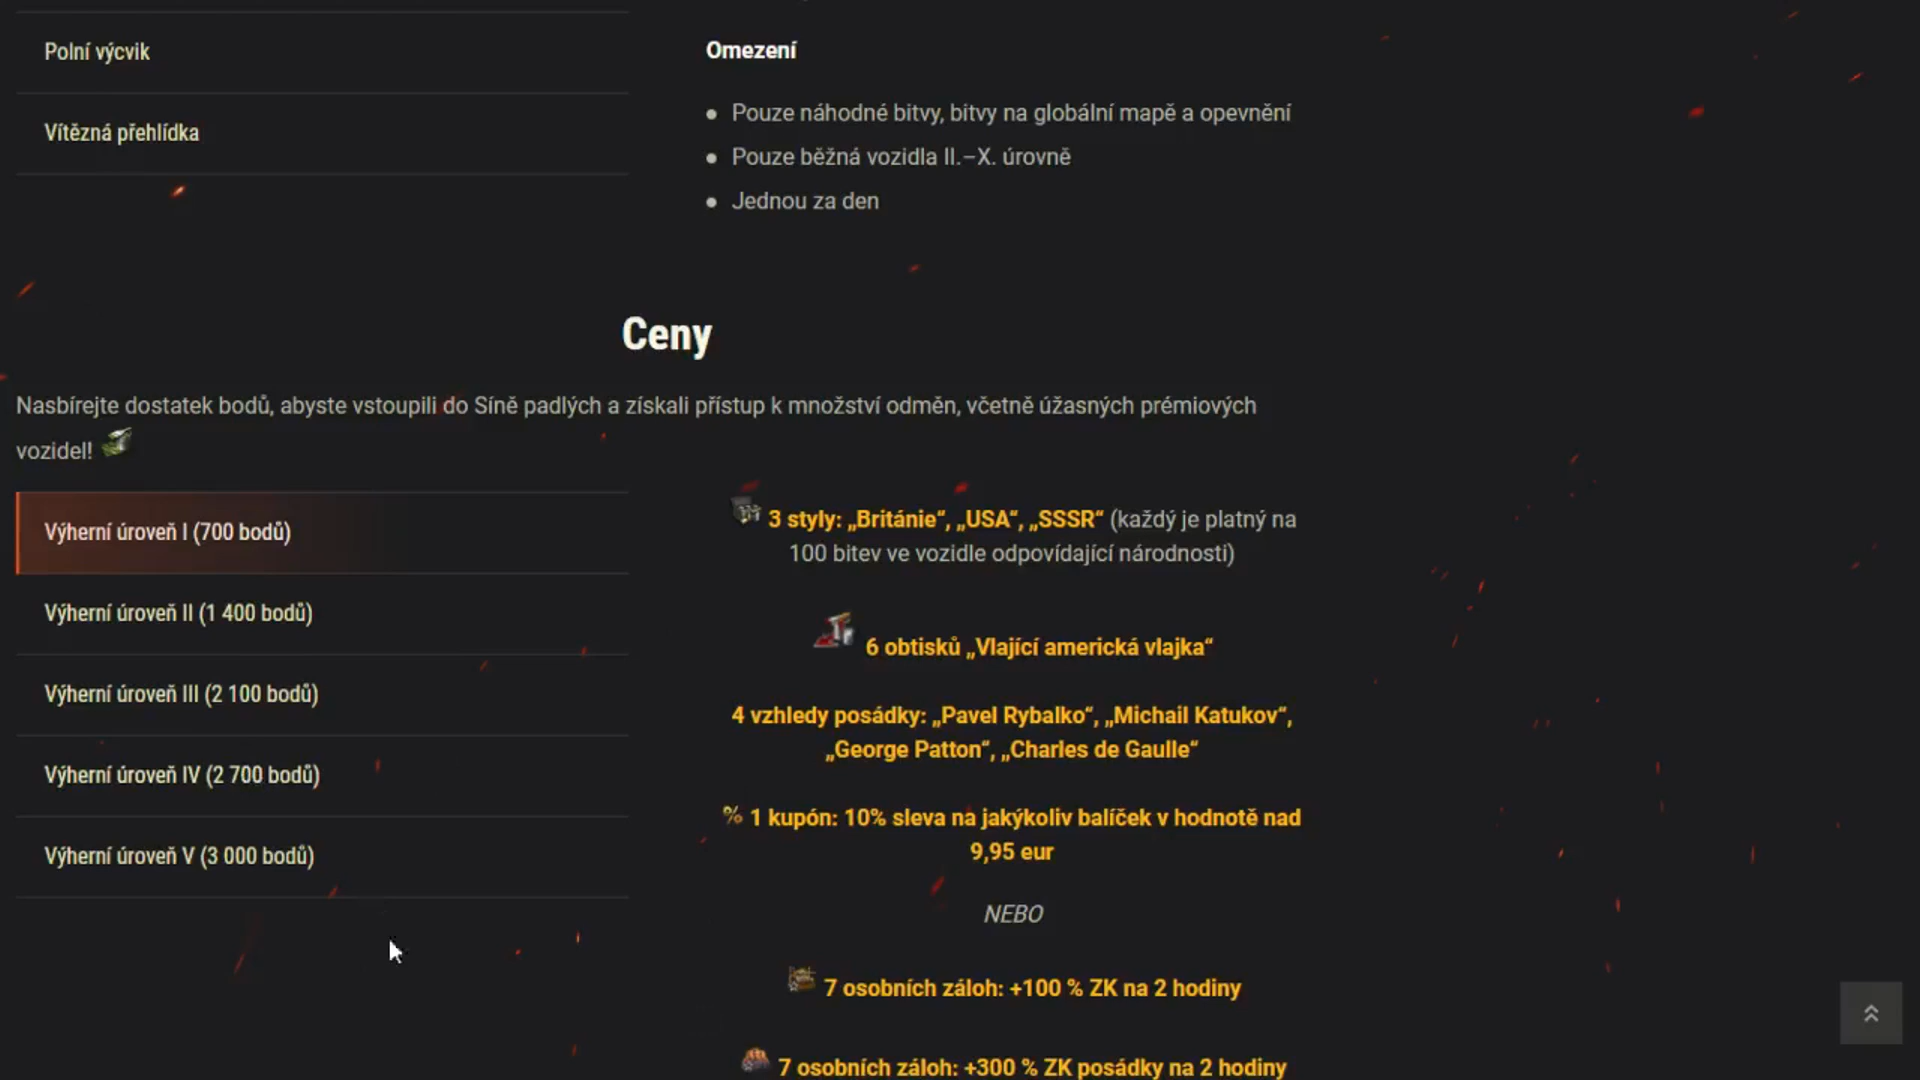 Polní výcvik
Vítězná přehlídka
Omezení
Pouze náhodné bitvy, bitvy na globální mapě a opevnění
Pouze běžná vozidla II.–X. úrovně
Jednou za den
Ceny
Nasbírejte dostatek bodů, abyste vstoupili do Síně padlých a získali přístup k množství odměn, včetně úžasných prémiových
vozidel!
Výherní úroveň I (700 bodů)
Výherní úroveň II (1 400 bodů)
Výherní úroveň III (2 100 bodů)
Výherní úroveň IV (2 700 bodů)
Výherní úroveň V (3 000 bodů)
3 styly: „Británie“, „USA“, „SSSR“ (každý je platný na
100 bitev ve vozidle odpovídající národnosti)
6 obtisků „Vlající americká vlajka“
4 vzhledy posádky: „Pavel Rybalko“, „Michail Katukov“,
„George Patton“, „Charles de Gaulle“
% 1 kupón: 10% sleva na jakýkoliv balíček v hodnotě nad
9,95 eur
NEBO
7 osobních záloh: +100 % ZK na 2 hodiny
7 osobních záloh: +300 % ZK posádky na 2 hodiny